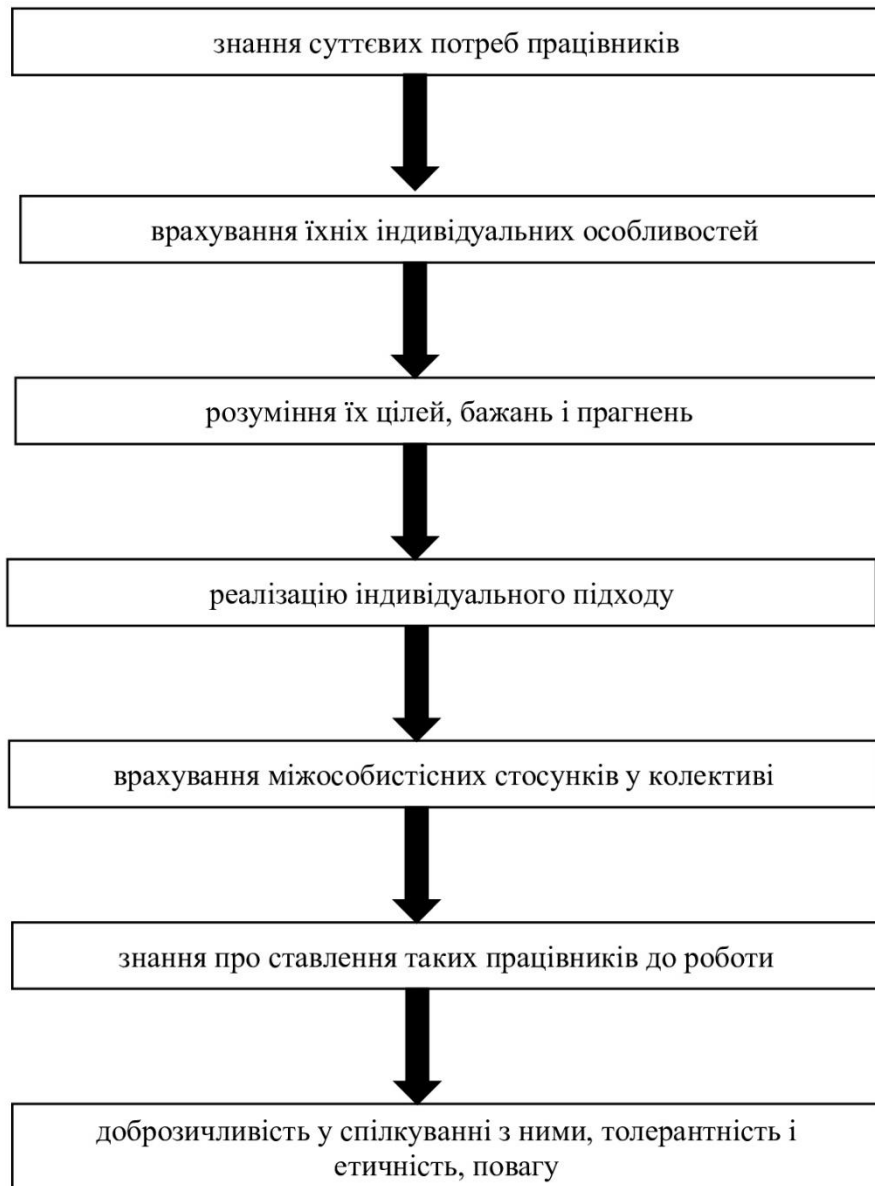 знання суттєвих потреб працівників
врахування їхніх індивідуальних особливостей
розуміння їх цілей, бажань і прагнень
реалізацію індивідуального підходу
врахування міжособистісних стосунків у колективі
знання про ставлення таких працівників до роботи
доброзичливість у спілкуванні з ними, толерантність і
етичність, повагу